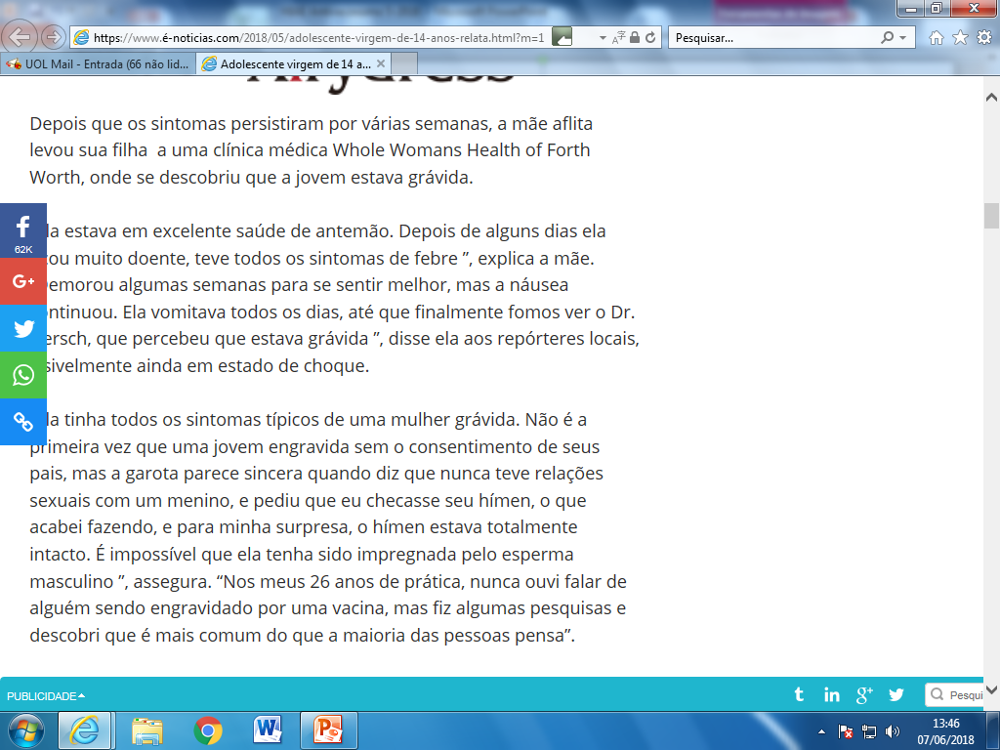 https://www.é-noticias.com/2018/05/adolescente-virgem-de-14-anos-relata.html?m=1
Pesquisar...
UOL Mail - Entrada (66 não lid...
Adolescente virgem de 14 a...
Depois que os sintomas persistiram por várias semanas, a mãe aflita
levou sua filha a uma clínica médica Whole Womans Health of Forth
Worth, onde se descobriu que a jovem estava grávida.
la estava em excelente saúde de antemão. Depois de alguns dias ela
cou muito doente, teve todos os sintomas de febre ”, explica a mãe.
emorou algumas semanas para se sentir melhor, mas a náusea
ontinuou. Ela vomitava todos os dias, até que finalmente fomos ver o Dr.
ersch, que percebeu que estava grávida ”, disse ela aos repórteres locais,
sivelmente ainda em estado de choque.
la tinha todos os sintomas típicos de uma mulher grávida. Não é a
primeira vez que uma jovem engravida sem o consentimento de seus
pais, mas a garota parece sincera quando diz que nunca teve relações
sexuais com um menino, e pediu que eu checasse seu hímen, o que
acabei fazendo, e para minha surpresa, o hímen estava totalmente
intacto. É impossível que ela tenha sido impregnada pelo esperma
masculino ”, assegura. “Nos meus 26 anos de prática, nunca ouvi falar de
alguém sendo engravidado por uma vacina, mas fiz algumas pesquisas e
descobri que é mais comum do que a maioria das pessoas pensa”.
62K
G+
PUBLICIDADE
Pesqui
13:46
07/06/2018